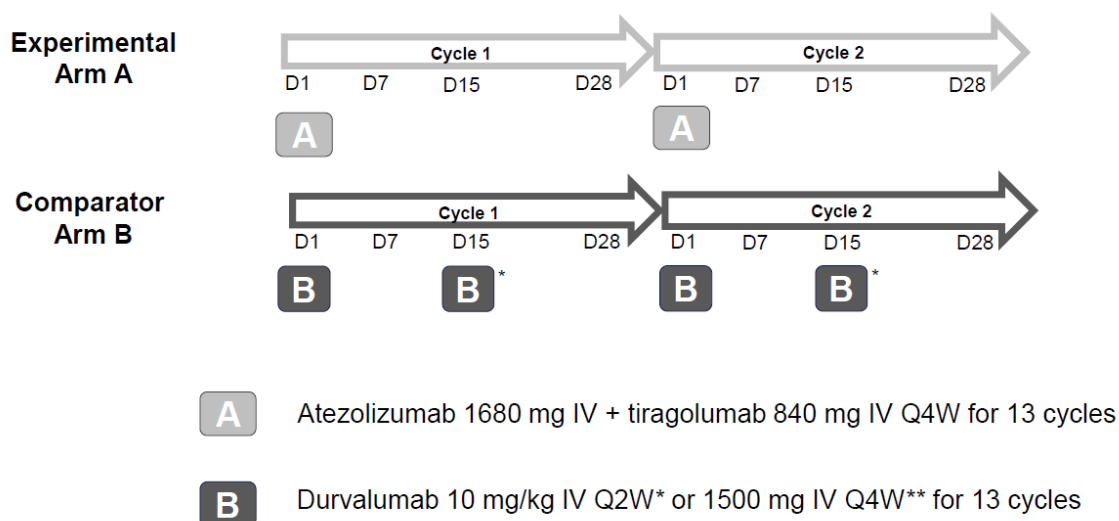 Experimental
Arm A
Cycle 1
Cycle 2
D1 D7 D15 D28 D1 D7 D15 D28
A A
Comparator
Arm B
Cycle 1
Cycle 2
D1 D7 D15 D28 D1 D7 D15 D28
B B * B B *
A Atezolizumab 1680 mg IV + tiragolumab 840 mg IV Q4W for 13 cycles
B Durvalumab 10 mg/kg IV Q2W* or 1500 mg IV Q4W** for 13 cycles